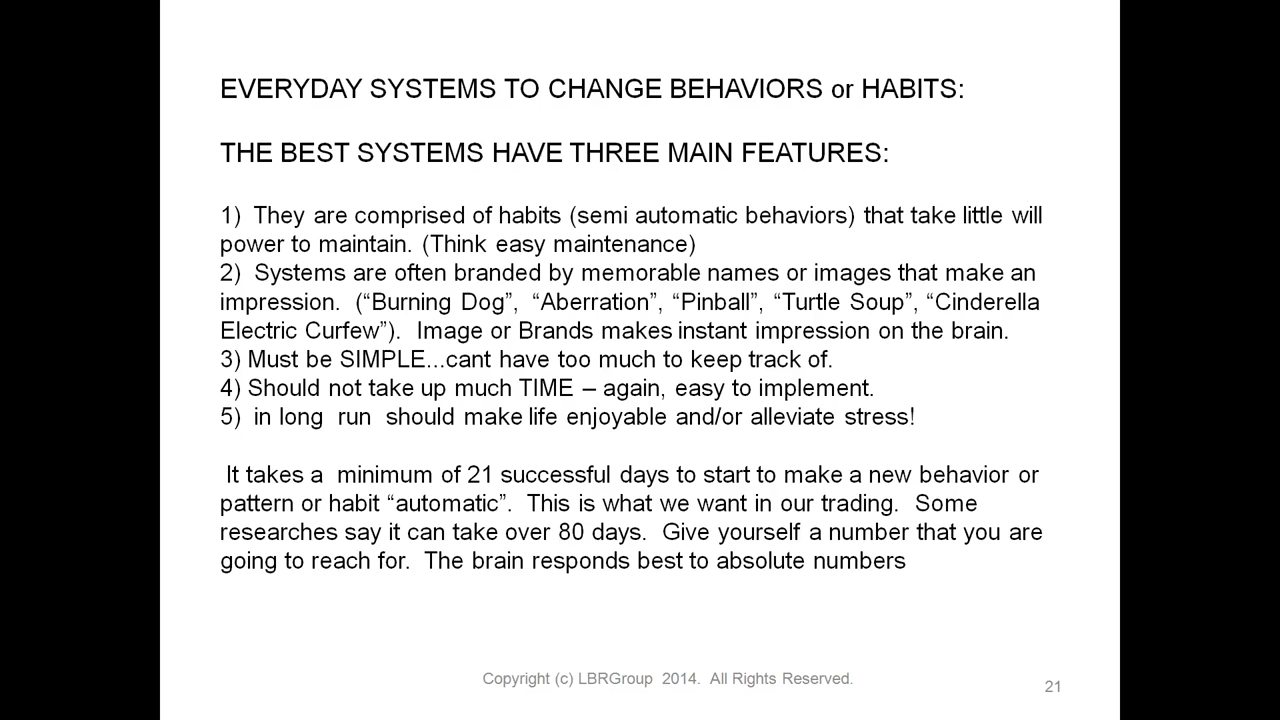 EVERYDAY SYSTEMS TO CHANGE BEHAVIORS or HABITS:
THE BEST SYSTEMS HAVE THREE MAIN FEATURES:
1) They are comprised of habits (semi automatic behaviors) that take little will
power to maintain. (Think easy maintenance)
2) Systems are often branded by memorable names or images that make an
impression. (“Burning Dog”, “Aberration”, “Pinball”, “Turtle Soup”, “Cinderella
Electric Curfew”). Image or Brands makes instant impression on the brain.
3) Must be SIMPLE...cant have too much to keep track of.
4) Should not take up much TIME – again, easy to implement.
5) in long run should make life enjoyable and/or alleviate stress!
It takes a minimum of 21 successful days to start to make a new behavior or
pattern or habit “automatic”. This is what we want in our trading. Some
researches say it can take over 80 days. Give yourself a number that you are
going to reach for. The brain responds best to absolute numbers
Copyright (c) LBRGroup 2014. All Rights Reserved.
21